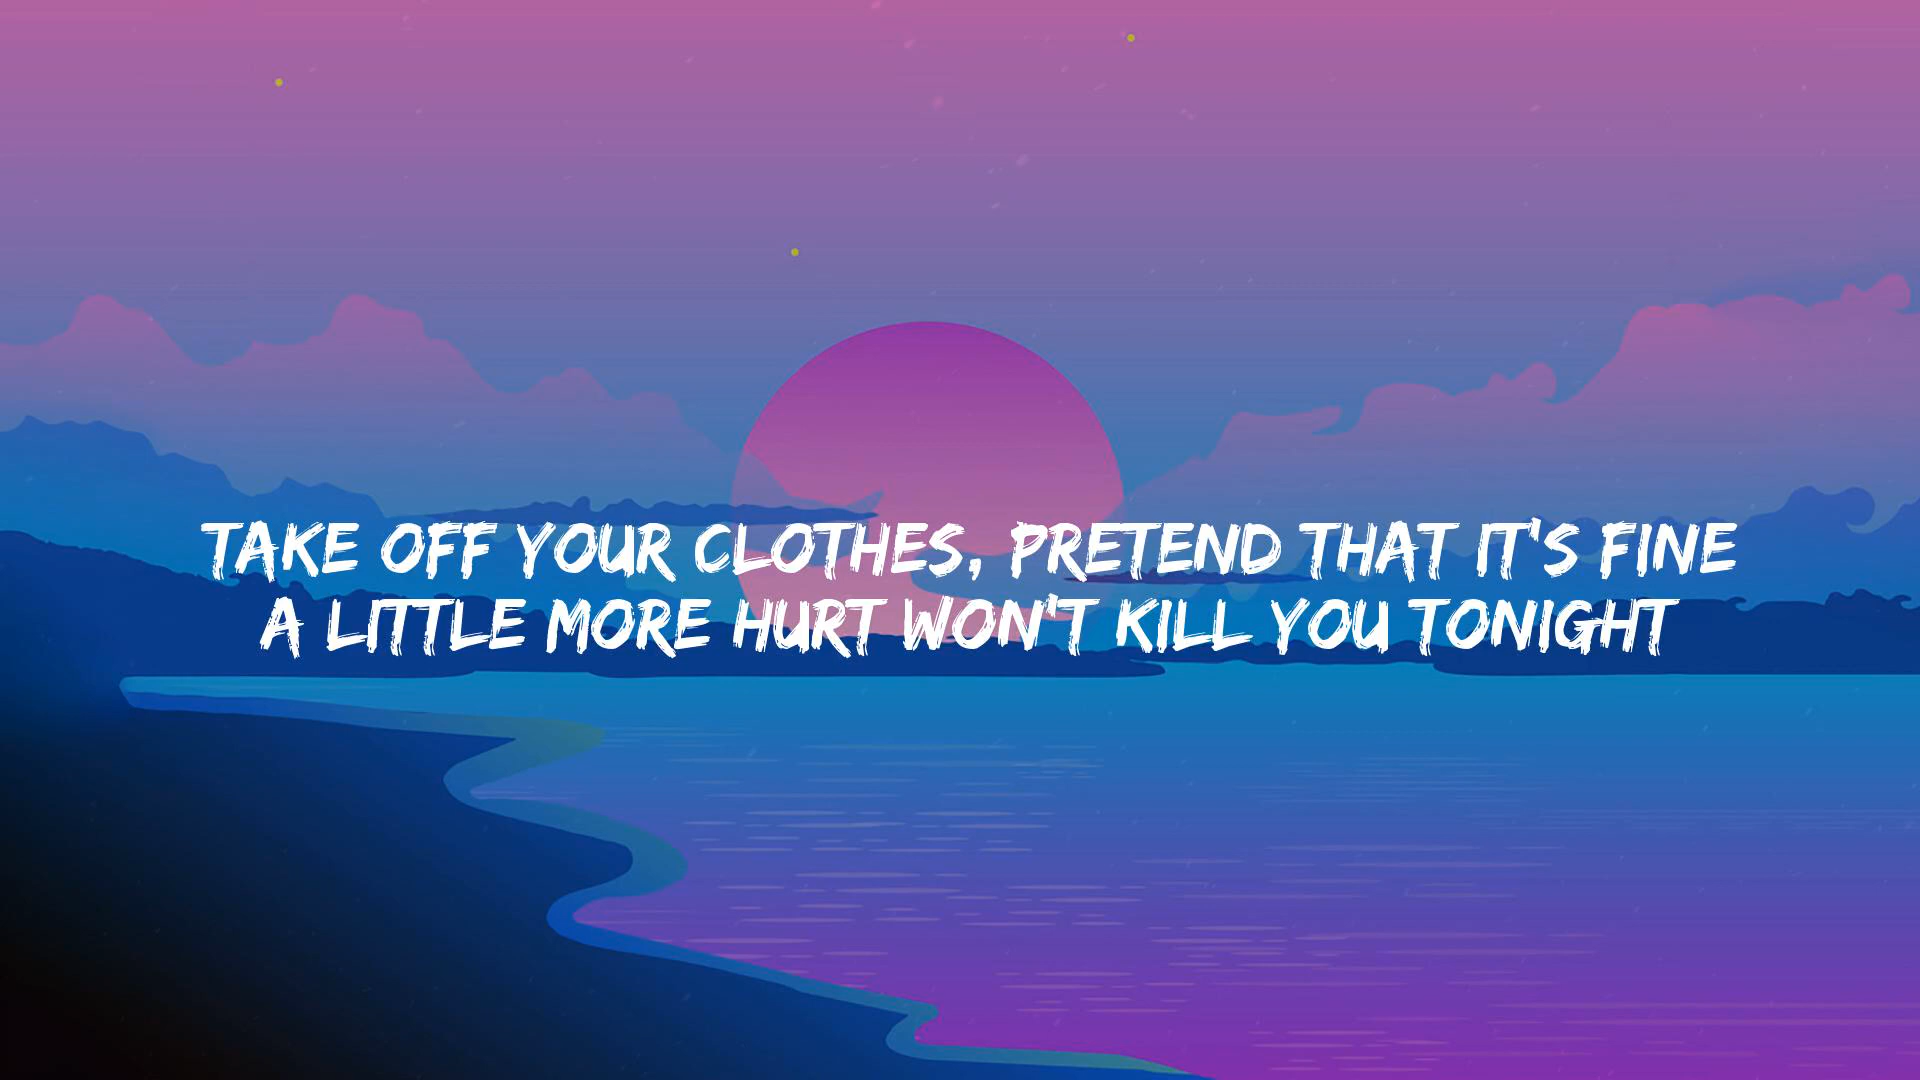 TAKE OFF YOUR CLOTHES, PRETEND THAT IT'S FINE
A LITTLE MORE HURT WON'T KILL YOU TONIGHT